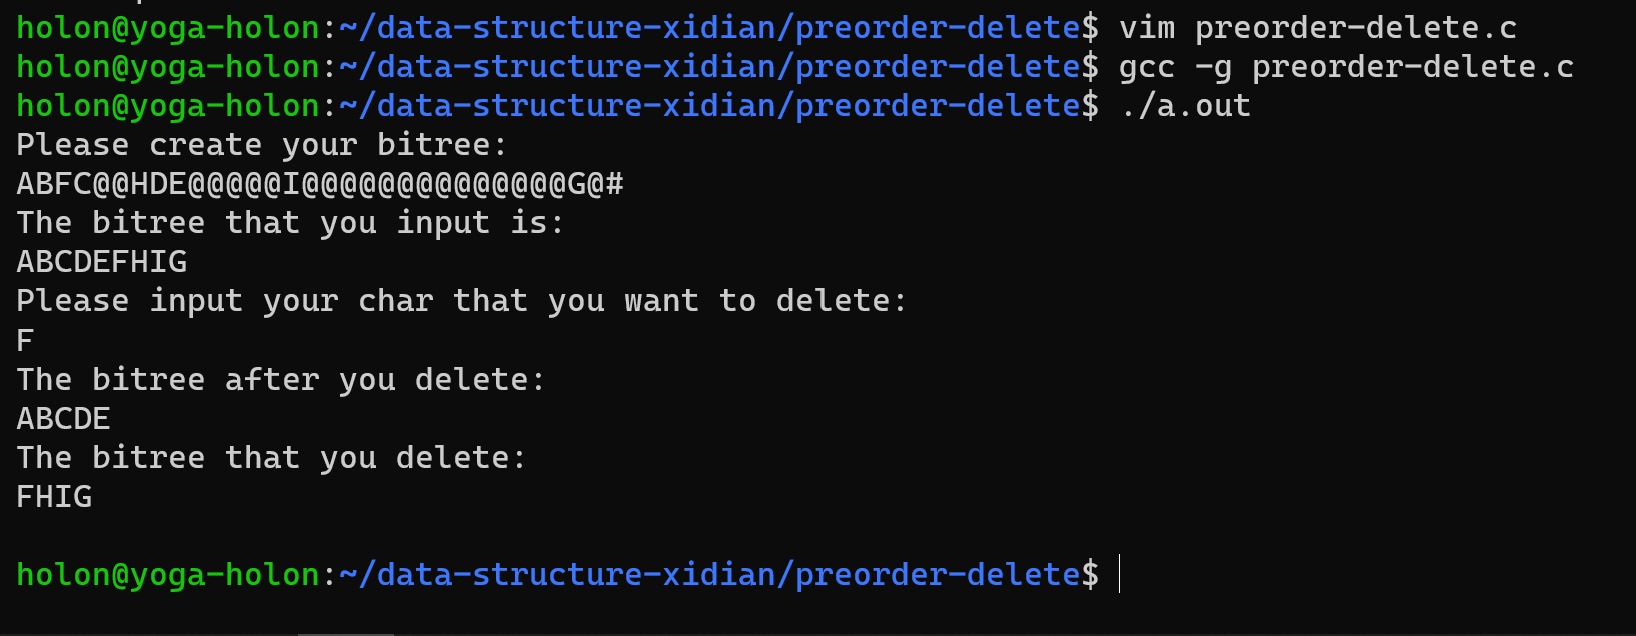 holon@yoga-holon:~/data-structure-xidian/preorder-delete$ vim preorder-delete.c
holon@yoga-holon:~/data-structure-xidian/preorder-delete$ gcc -g preorder-delete.c
holon@yoga-holon:~/data-structure-xidian/preorder-delete$ ./a.out
Please create your bitree:
ABFC@@HDE@@@@@I@@@@@@@@@@@@@@G@#
The bitree that you input is:
ABCDEFHIG
Please input your char that you want to delete:
F
The bitree after you delete:
ABCDE
The bitree that you delete:
FHIG
holon@yoga-holon:~/data-structure-xidian/preorder-delete$